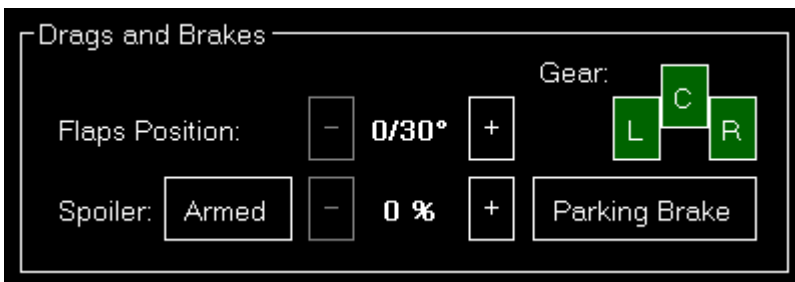 Drags and Brakes
Gear:
C
L R
Flaps Position: − 0/30° +
Spoiler: Armed − 0 % + Parking Brake